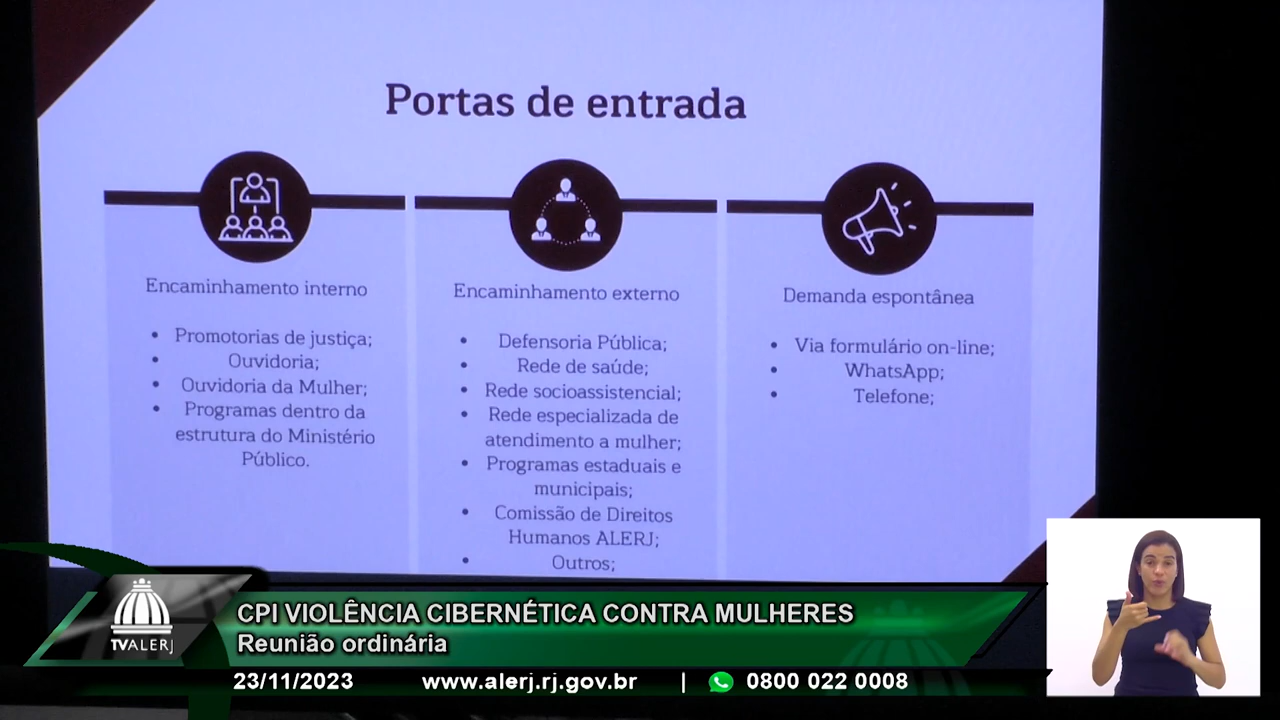 Portas de entrada
Encaminhamento interno
• Promotorias de justiça;
• Ouvidoria;
• Ouvidoria da Mulher;
• Programas dentro da
estrutura do Ministério
Público.
Encaminhamento externo
• Defensoria Pública;
• Rede de saúde;
• Rede socioassistencial;
• Rede especializada de
atendimento a mulher;
• Programas estaduais e
municipais;
• Comissão de Direitos
Humanos ALERJ;
• Outros;
Demanda espontânea
• Via formulário on-line;
• WhatsApp;
• Telefone;
TVALERJ
CPI VIOLÊNCIA CIBERNÉTICA CONTRA MULHERES
Reunião ordinária
23/11/2023 www.alerj.rj.gov.br | 0800 022 0008